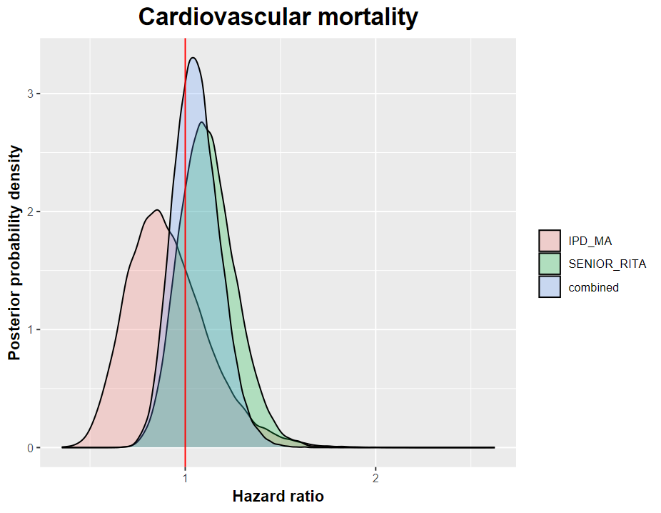 Cardiovascular mortality
Posterior probability density
3
2
1
0
1
2
Hazard ratio
IPD_MA
SENIOR_RITA
combined